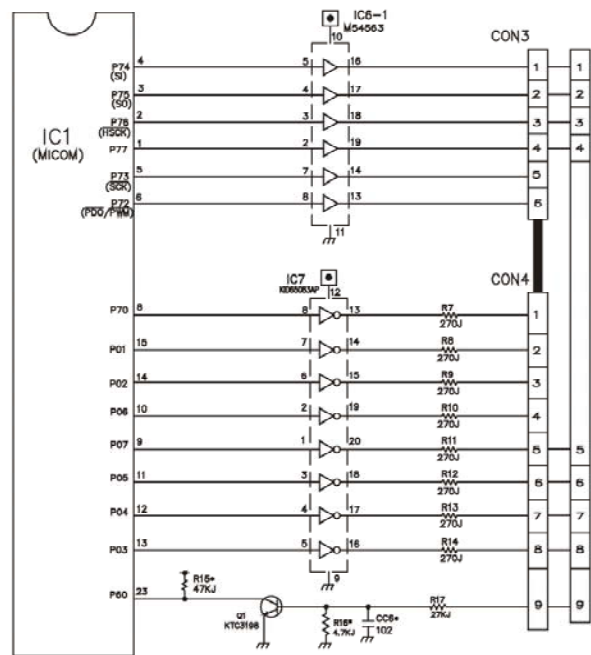 IC6-1
M54563
10
CON3
P74 4 5 16 1 1
(SI)
P75 3 4 17 2 2
(SO)
P76 2 3 18 3 3
(HSCK)
IC1
(MICOM)
P77 1 2 19 4 4
P73 5 7 14 5
(SCK)
P72 6 8 13 6
(PDO/PWM)
11
IC7
KID65083AP
12
CON4
P70 8 8 13 R7 270J 1
P01 15 7 14 R8 270J 2
P02 14 6 15 R9 270J 3
P06 10 2 19 R10 270J 4
P07 9 1 20 R11 270J 5 5
P05 11 3 18 R12 270J 6 6
P04 12 4 17 R13 270J 7 7
P03 13 5 16 R14 270J 8 8
9
R15*
47KJ
P60 23
Q1
KTC3198
R16*
4.7KJ
CC6*
102
R17
27KJ
9 9